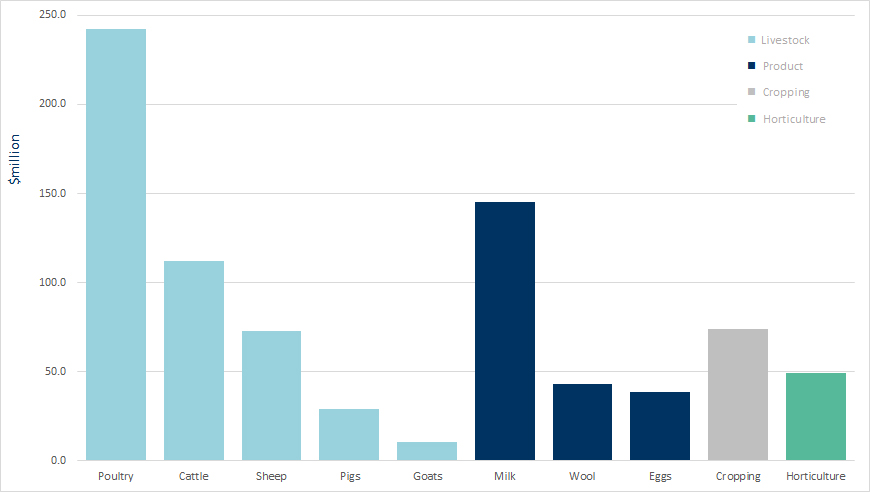 250.0
200.0
150.0
100.0
50.0
0.0
$million
Livestock
Product
Cropping
Horticulture
Poultry Cattle Sheep Pigs Goats Milk Wool Eggs Cropping Horticulture